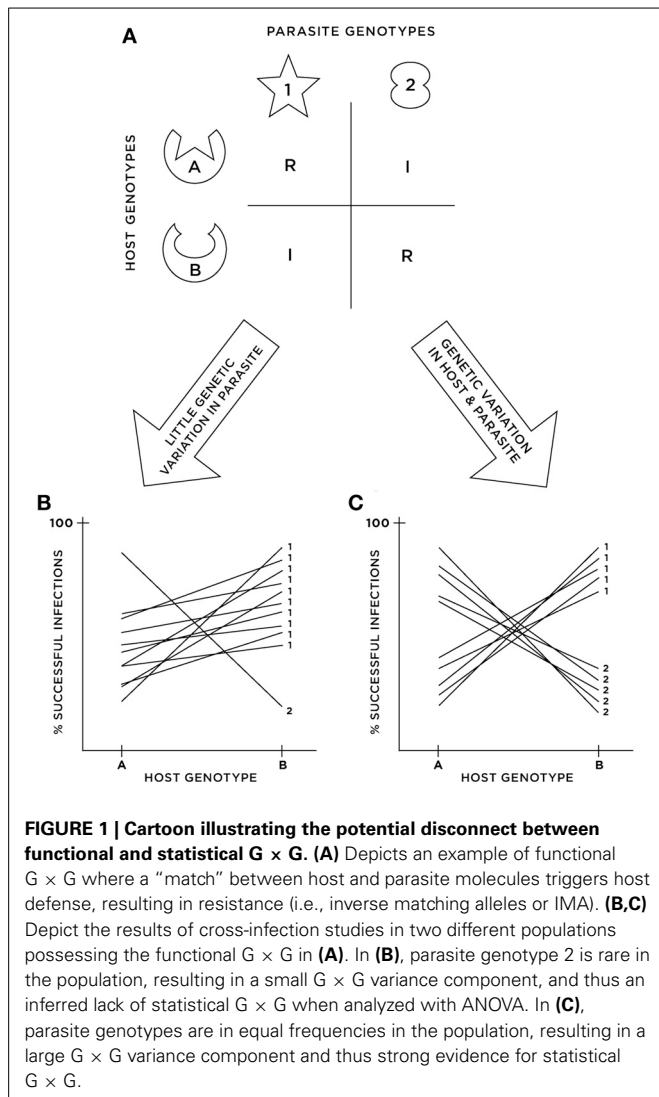 A
PARASITE GENOTYPES
1
2
HOST GENOTYPES
A
R
I
B
I
R
LITTLE GENETIC
VARIATION IN PARASITE
GENETIC VARIATION
IN HOST & PARASITE
B
100
% SUCCESSFUL INFECTIONS
1
1
1
1
1
1
1
2
A
B
HOST GENOTYPE
C
100
% SUCCESSFUL INFECTIONS
1
1
1
1
2
2
2
2
A
B
HOST GENOTYPE
FIGURE 1 | Cartoon illustrating the potential disconnect between
functional and statistical G × G. (A) Depicts an example of functional
G × G where a “match” between host and parasite molecules triggers host
defense, resulting in resistance (i.e., inverse matching alleles or IMA). (B,C)
Depict the results of cross-infection studies in two different populations
possessing the functional G × G in (A). In (B), parasite genotype 2 is rare in
the population, resulting in a small G × G variance component, and thus an
inferred lack of statistical G × G when analyzed with ANOVA. In (C),
parasite genotypes are in equal frequencies in the population, resulting in a
large G × G variance component and thus strong evidence for statistical
G × G.